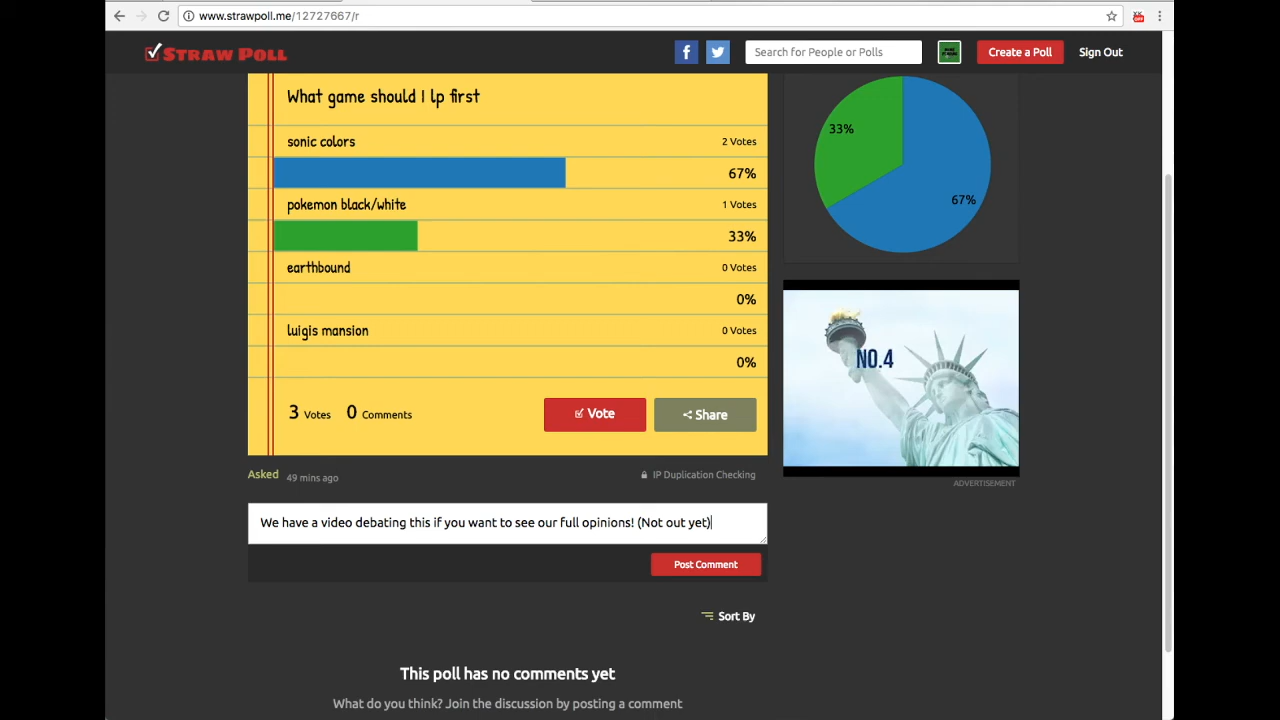 www.strawpoll.me/12727667/r
STRAW POLL
Search for People or Polls
Create a Poll
Sign Out
What game should I lp first
sonic colors
2 Votes
67%
pokemon black/white
1 Votes
33%
earthbound
0 Votes
0%
luigis mansion
0 Votes
0%
3 Votes 0 Comments
Vote
Share
33%
67%
NO.4
ADVERTISEMENT
Asked 49 mins ago
IP Duplication Checking
We have a video debating this if you want to see our full opinions! (Not out yet)
Post Comment
Sort By
This poll has no comments yet
What do you think? Join the discussion by posting a comment